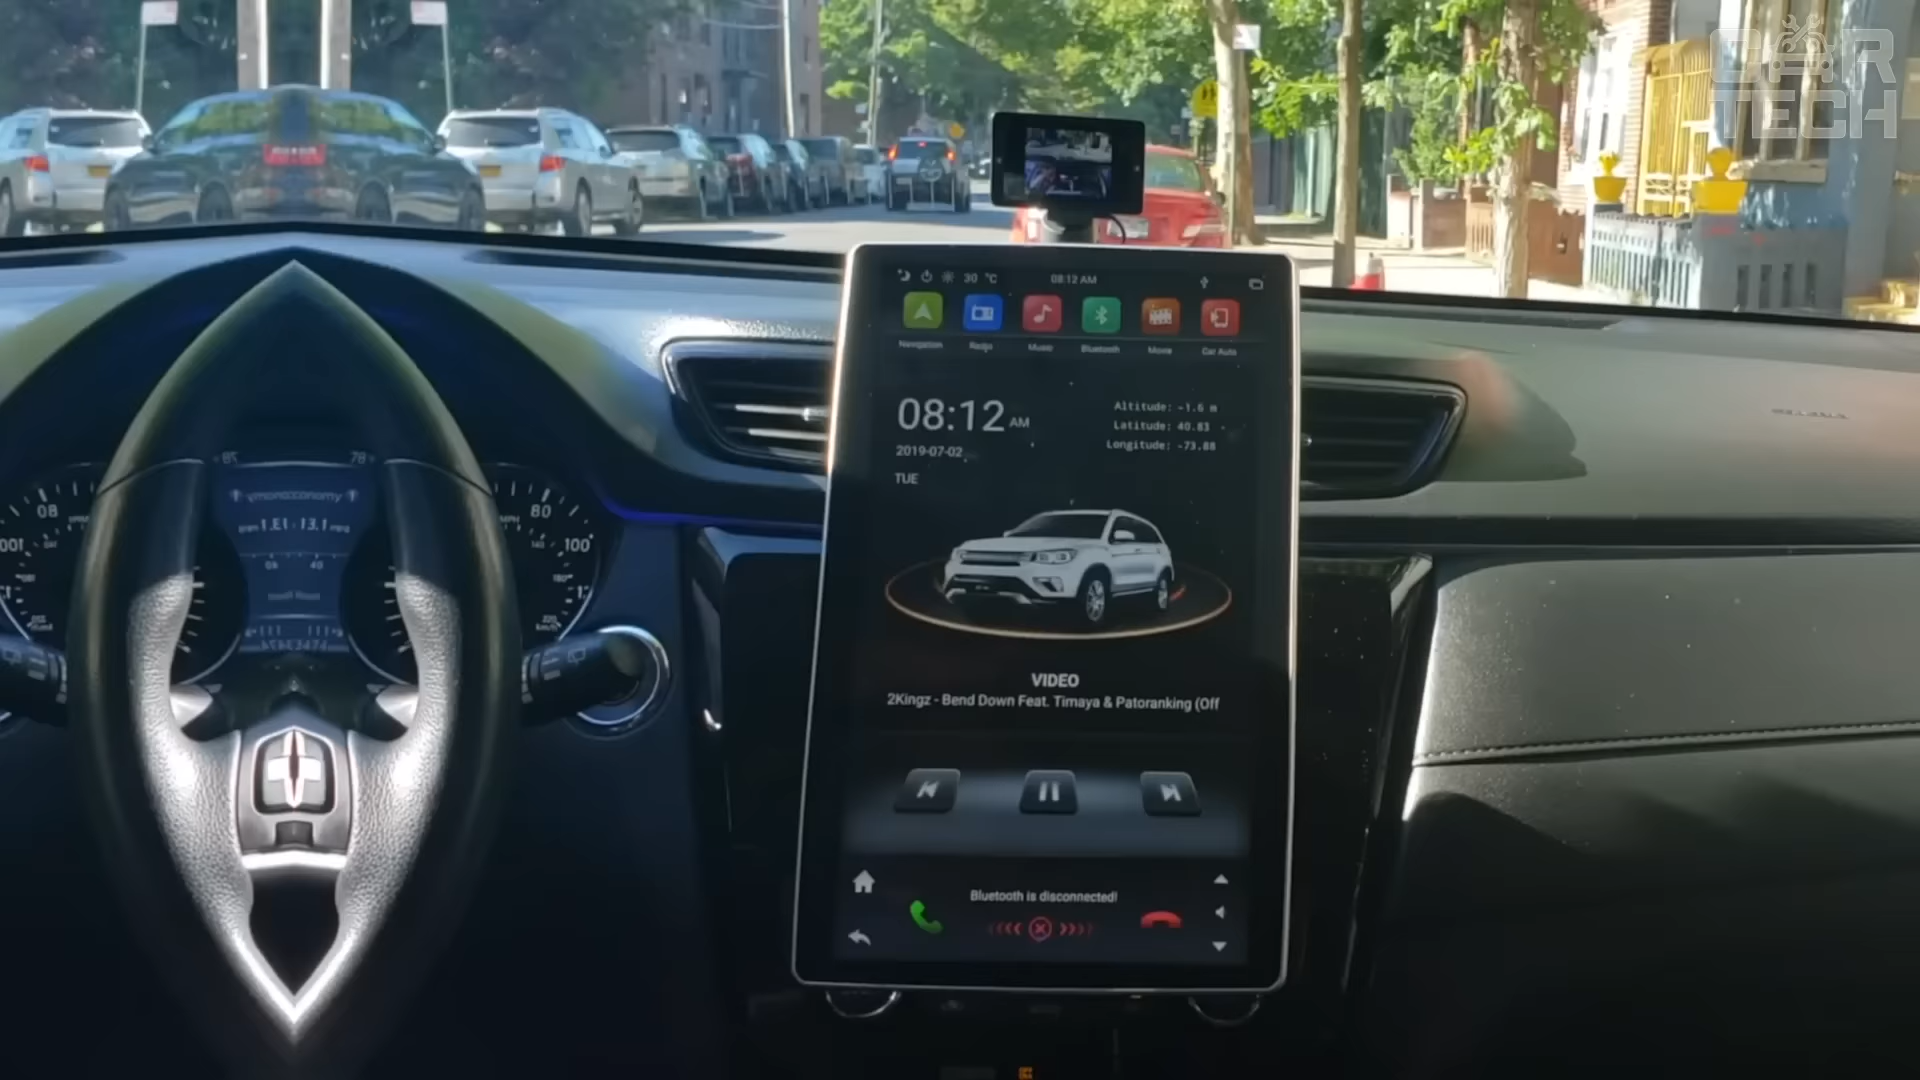 CAR
TECH
30 °C
08:12 AM
Navigation
Radio
Music
Bluetooth
Movie
Car Auto
08:12 AM
Altitude: -1.6 m
Latitude: 40.83
Longitude: -73.88
2019-07-02
TUE
VIDEO
2Kingz - Bend Down Feat. Timaya & Patoranking (Off
Bluetooth is disconnected!
80
100